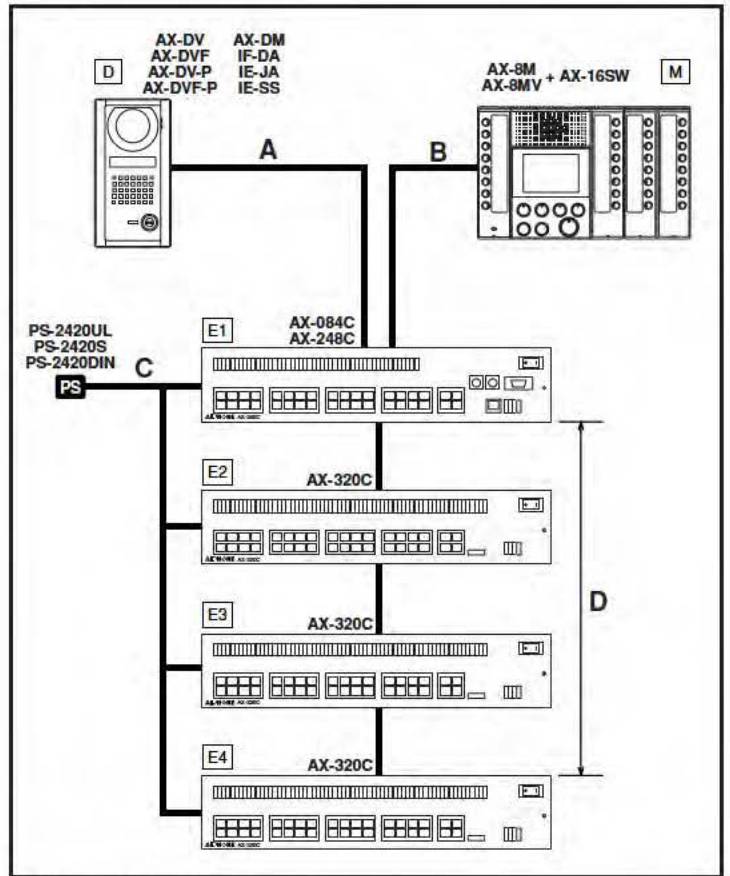 AX-DV AX-DM
AX-DVF IF-DA
D AX-DV-P IE-JA
AX-DVF-P IE-SS
AX-8M
AX-8MV + AX-16SW M
A
B
PS-2420UL
PS-2420S
PS-2420DIN
PS
C
E1
AX-084C
AX-248C
E2
AX-320C
E3
AX-320C
D
E4
AX-320C